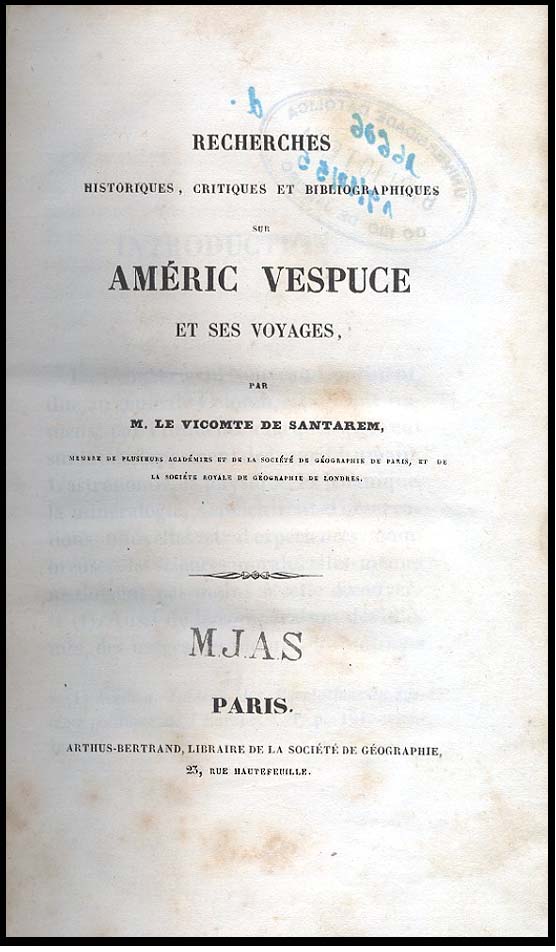 RECHERCHES
HISTORIQUES, CRITIQUES ET BIBLIOGRAPHIQUES
SUR
AMÉRIC VESPUCE
ET SES VOYAGES,
PAR
M. LE VICOMTE DE SANTAREM,
MEMBRE DE PLUSIEURS ACADÉMIES ET DE LA SOCIÉTÉ DE GÉOGRAPHIE DE PARIS, ET DE
LA SOCIÉTÉ ROYALE DE GÉOGRAPHIE DE LONDRES.
M.J.A.S
PARIS.
ARTHUS-BERTRAND, LIBRAIRE DE LA SOCIÉTÉ DE GÉOGRAPHIE,
23, RUE HAUTEFEUILLE.